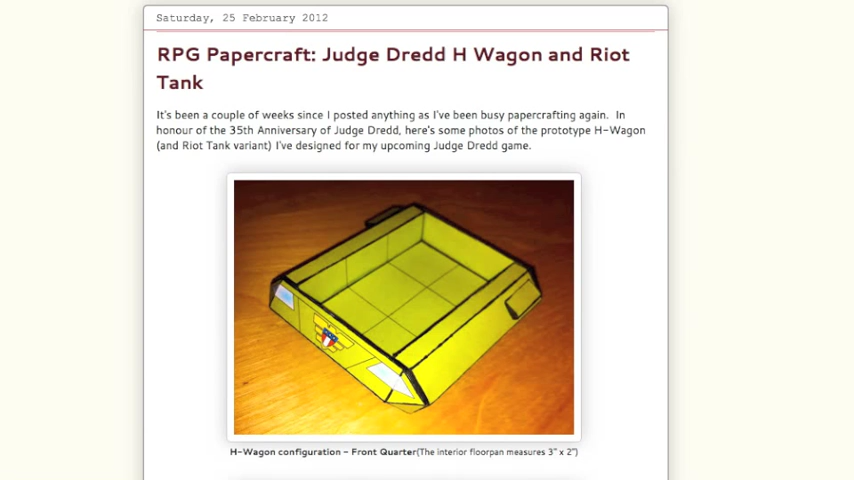 Saturday, 25 February 2012
RPG Papercraft: Judge Dredd H Wagon and Riot
Tank
It's been a couple of weeks since I posted anything as I've been busy papercrafting again. In
honour of the 35th Anniversary of Judge Dredd, here's some photos of the prototype H-Wagon
(and Riot Tank variant) I've designed for my upcoming Judge Dredd game.
H-Wagon configuration - Front Quarter(The interior floorpan measures 3" x 2")